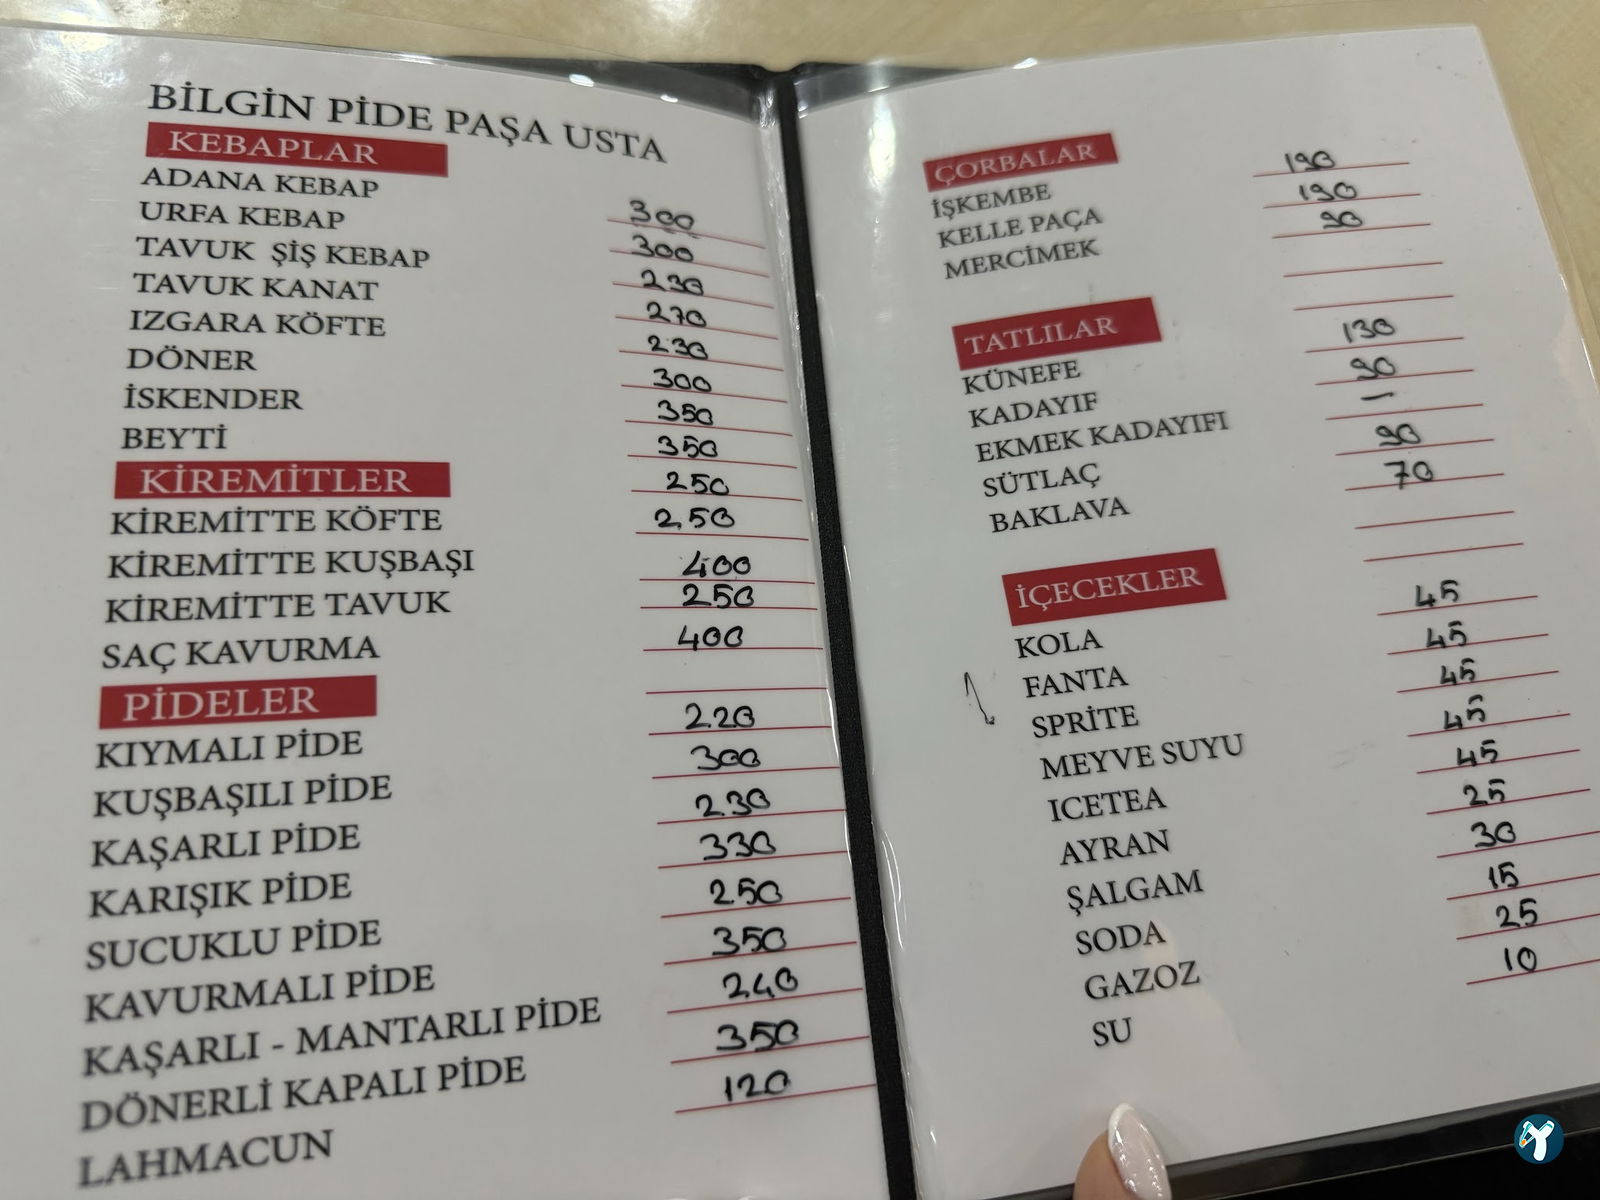 BİLGİN PİDE PAŞA USTA
KEBAPLAR
ADANA KEBAP 300
URFA KEBAP 300
TAVUK ŞİŞ KEBAP 230
TAVUK KANAT 270
IZGARA KÖFTE 230
DÖNER 300
İSKENDER 350
BEYTİ 350
KİREMİTLER 250
KİREMİTTE KÖFTE 250
KİREMİTTE KUŞBAŞI 400
KİREMİTTE TAVUK 250
SAÇ KAVURMA 400
PİDELER
KIYMALI PİDE 220
KUŞBAŞILI PİDE 300
KAŞARLI PİDE 230
KARIŞIK PİDE 330
SUCUKLU PİDE 250
KAVURMALI PİDE 350
KAŞARLI - MANTARLI PİDE 240
DÖNERLİ KAPALI PİDE 350
LAHMACUN 120
ÇORBALAR
İŞKEMBE 190
KELLE PAÇA 190
MERCİMEK 90
TATLILAR
KÜNEFE 130
KADAYIF 90
EKMEK KADAYIFI -
SÜTLAÇ 90
BAKLAVA 70
İÇECEKLER
KOLA 45
FANTA 45
SPRİTE 45
MEYVE SUYU 45
ICETEA 45
AYRAN 25
ŞALGAM 30
SODA 15
GAZOZ 25
SU 10